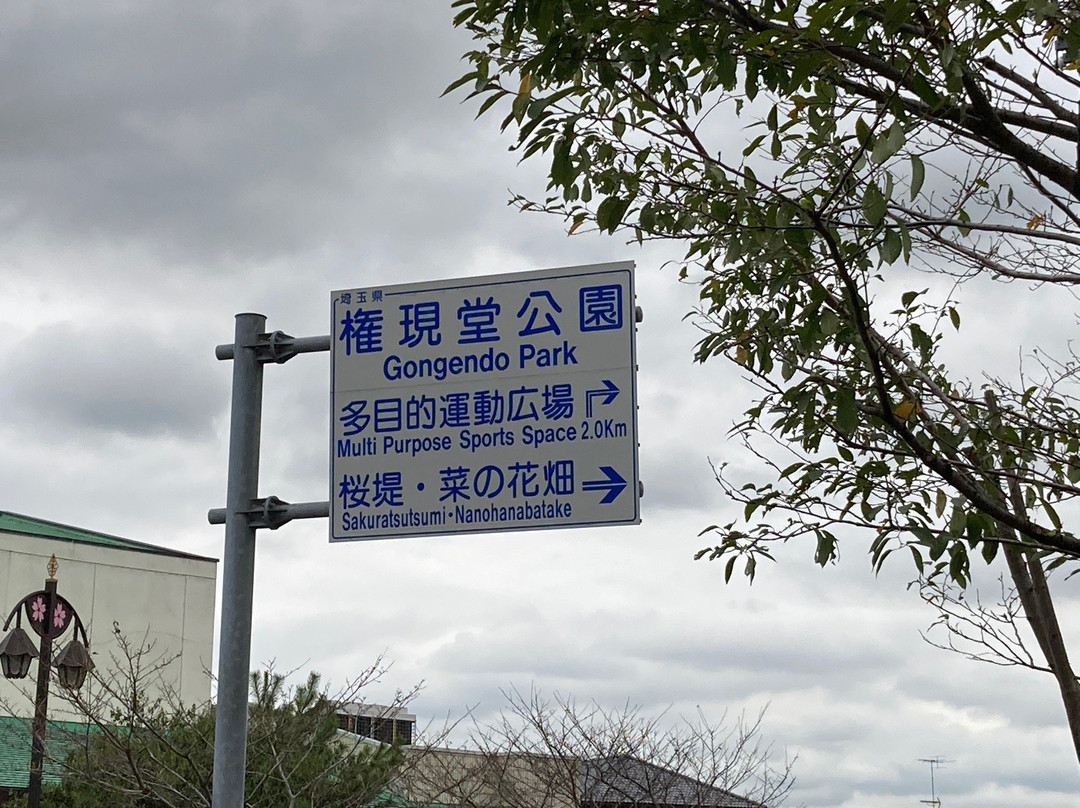 埼玉県
権現堂公園
Gongendo Park
多目的運動広場
Multi Purpose Sports Space 2.0Km
桜堤・菜の花畑
Sakuratsutsumi・Nanohanabatake